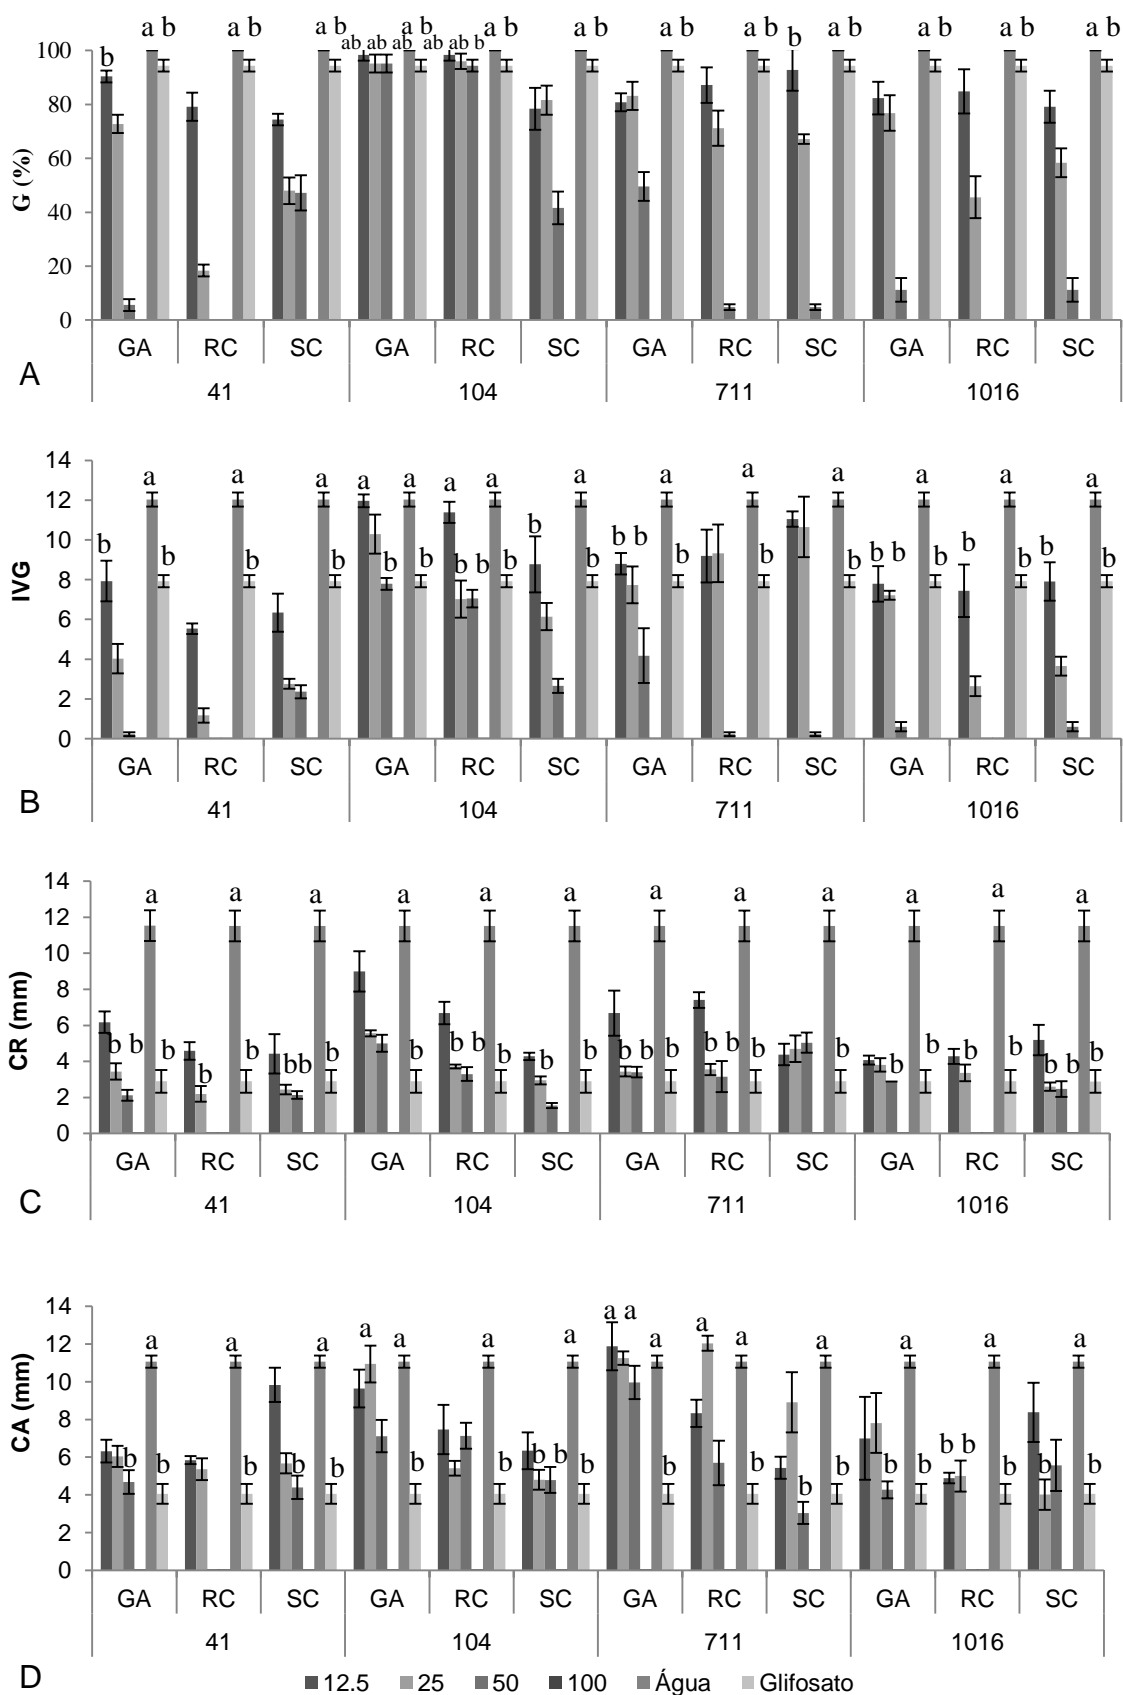 b a b a b a b ab ab ab a b ab ab b a b a b a b a b b a b a b a b a b
100
80
60
40
20
0
G (%)
GA RC SC GA RC SC GA RC SC GA RC SC
41 104 711 1016
A
14
12
10
8
6
4
2
0
IVG
b a b a b a b a b a b a b b b a b b b a b a b a b b b a b b a b b a b
GA RC SC GA RC SC GA RC SC GA RC SC
41 104 711 1016
B
14
12
10
8
6
4
2
0
CR (mm)
b b a b b a b bb a b a b b b a b b a b b b a b b b a b a b b a b b a b b a b
GA RC SC GA RC SC GA RC SC GA RC SC
41 104 711 1016
C
14
12
10
8
6
4
2
0
CA (mm)
b a b a b b a b a a b a b b b a b a a a b a a b b a b b a b b b a b b a b
GA RC SC GA RC SC GA RC SC GA RC SC
41 104 711 1016
D
12.5 25 50 100 Água Glifosato